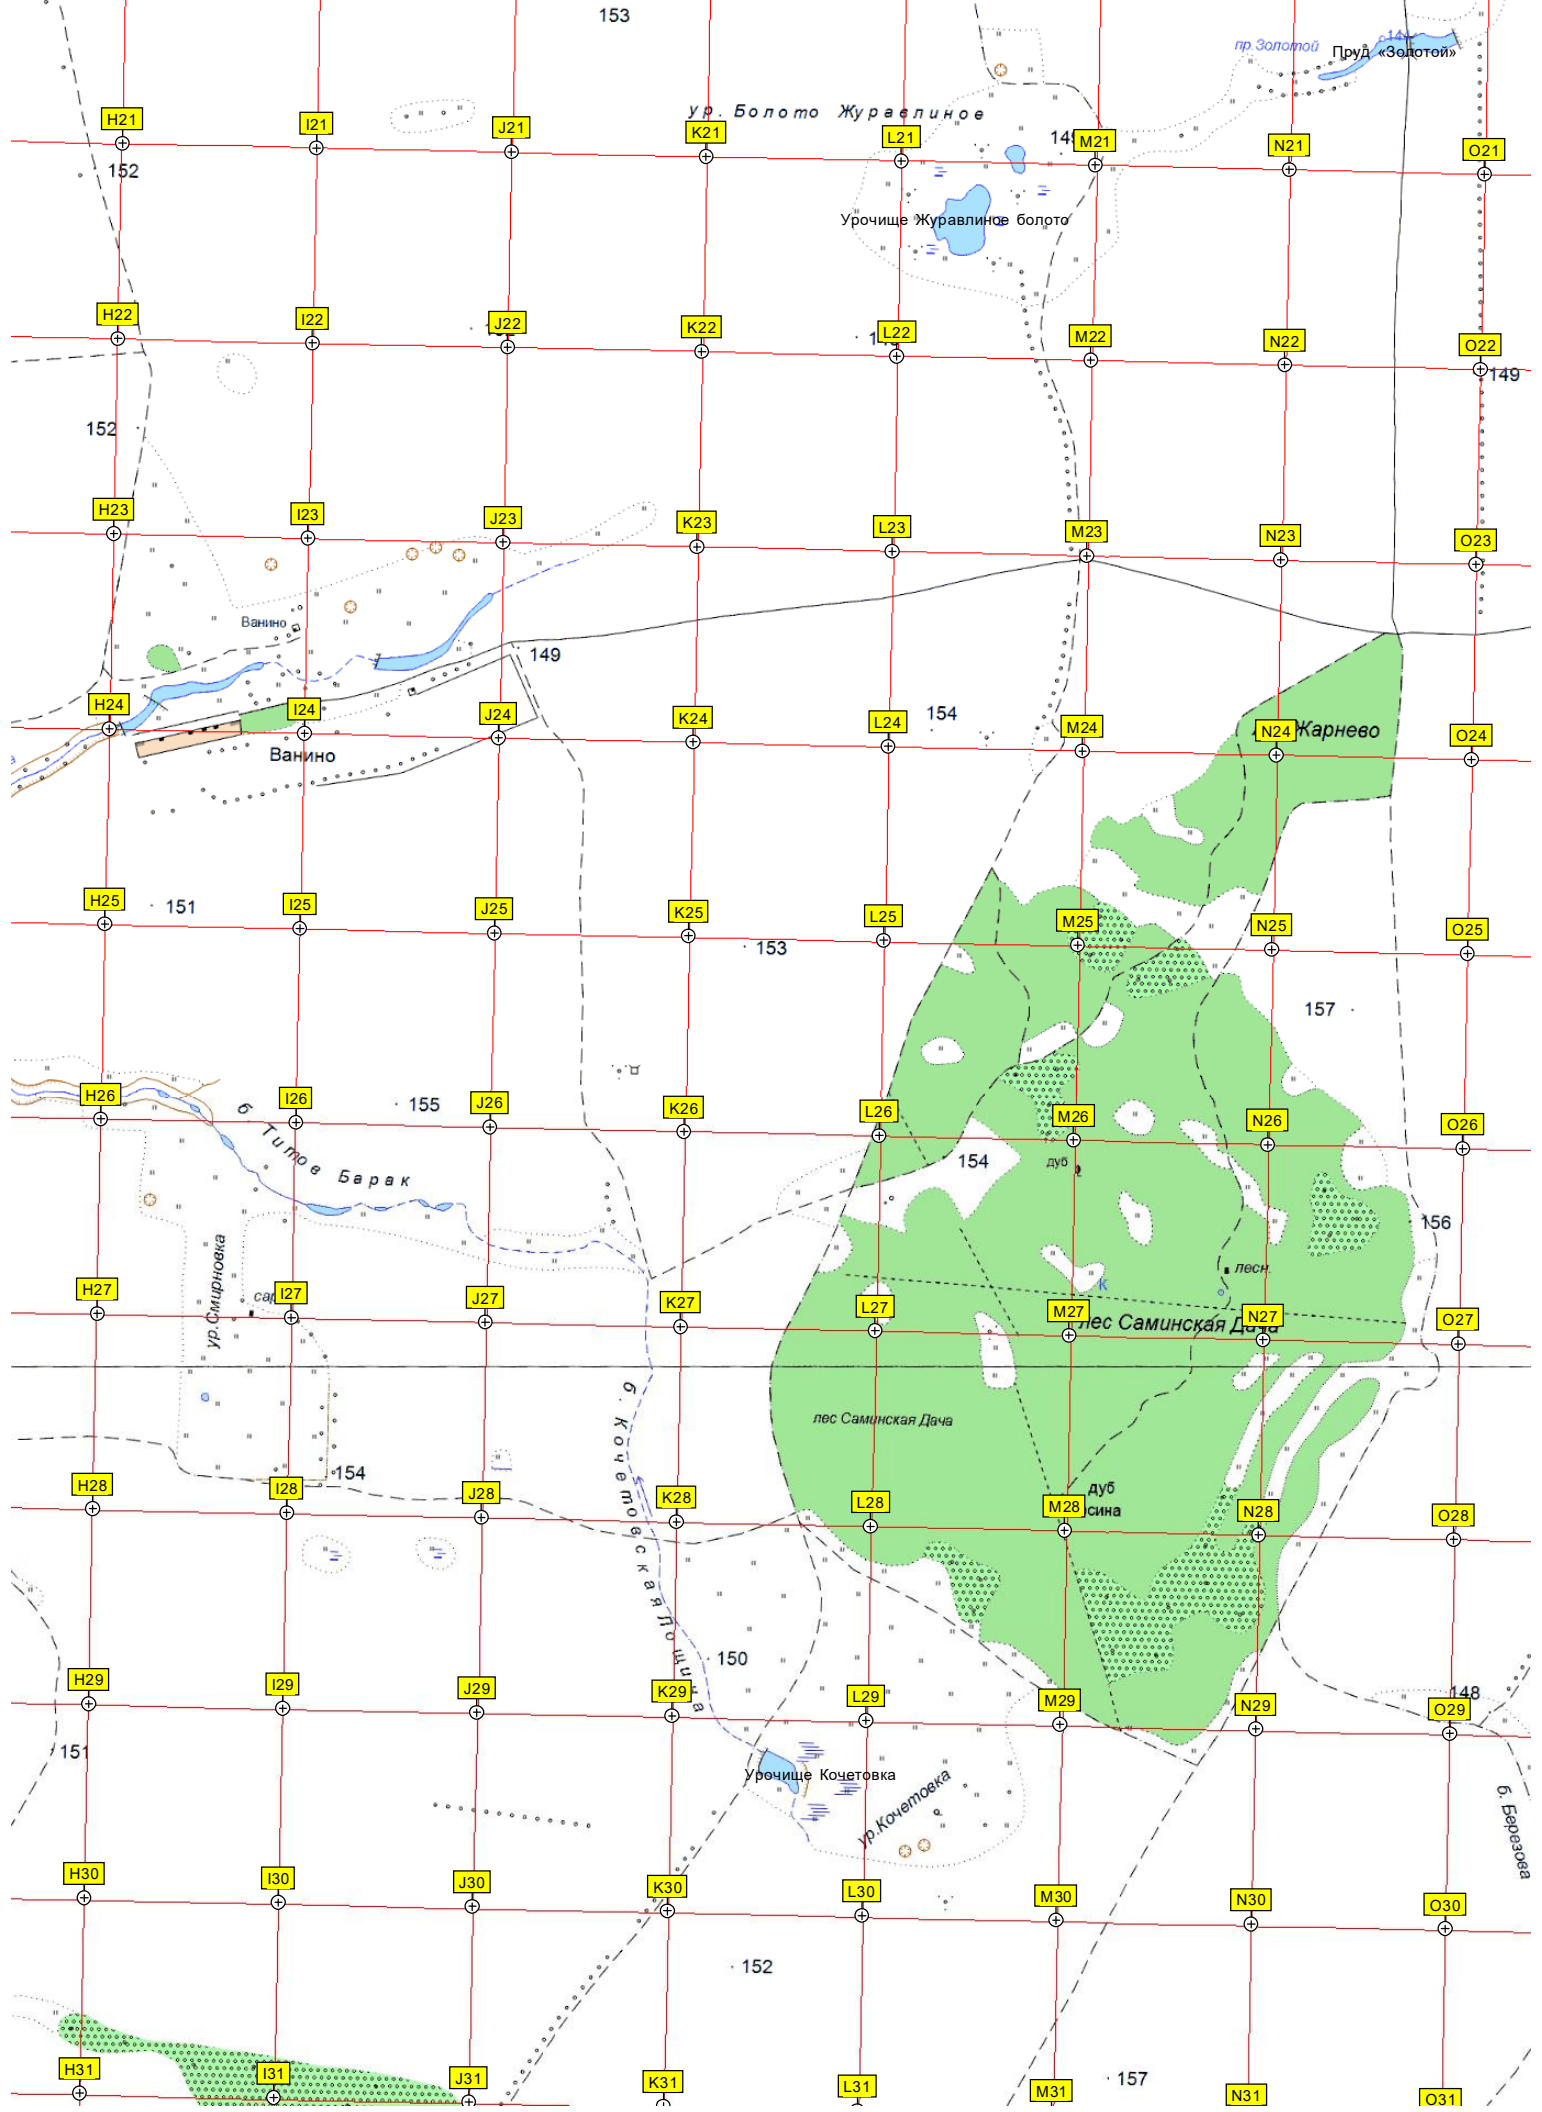 153
пр.Золотой
Пруд «Золотой»
ур. Болото Журавлиное
H21 I21 J21 K21 L21 M21 N21 O21
152
Урочище Журавлиное болото
H22 I22 J22 K22 L22 M22 N22 O22
149
152
H23 I23 J23 K23 L23 M23 N23 O23
Ванино
149
H24 I24 J24 K24 L24 154 M24 N24 Жарнево O24
Ванино
H25 151 I25 J25 K25 L25 M25 N25 O25
153
157
H26 I26 155 J26 K26 L26 M26 N26 O26
б. Титов Барак
154
дуб
156
ур.Смирновка
лесн.
к
H27 I27 J27 K27 L27 M27 N27 O27
лес Саминская Дача
б. Кочетовская Лощина
лес Саминская Дача
154
дуб
H28 I28 J28 K28 L28 M28 N28 O28
150
H29 I29 J29 K29 L29 M29 N29 O29
148
151
Урочище Кочетовка
ур.Кочетовка
б. Березова
H30 I30 J30 K30 L30 M30 N30 O30
152
157
H31 I31 J31 K31 L31 M31 N31 O31